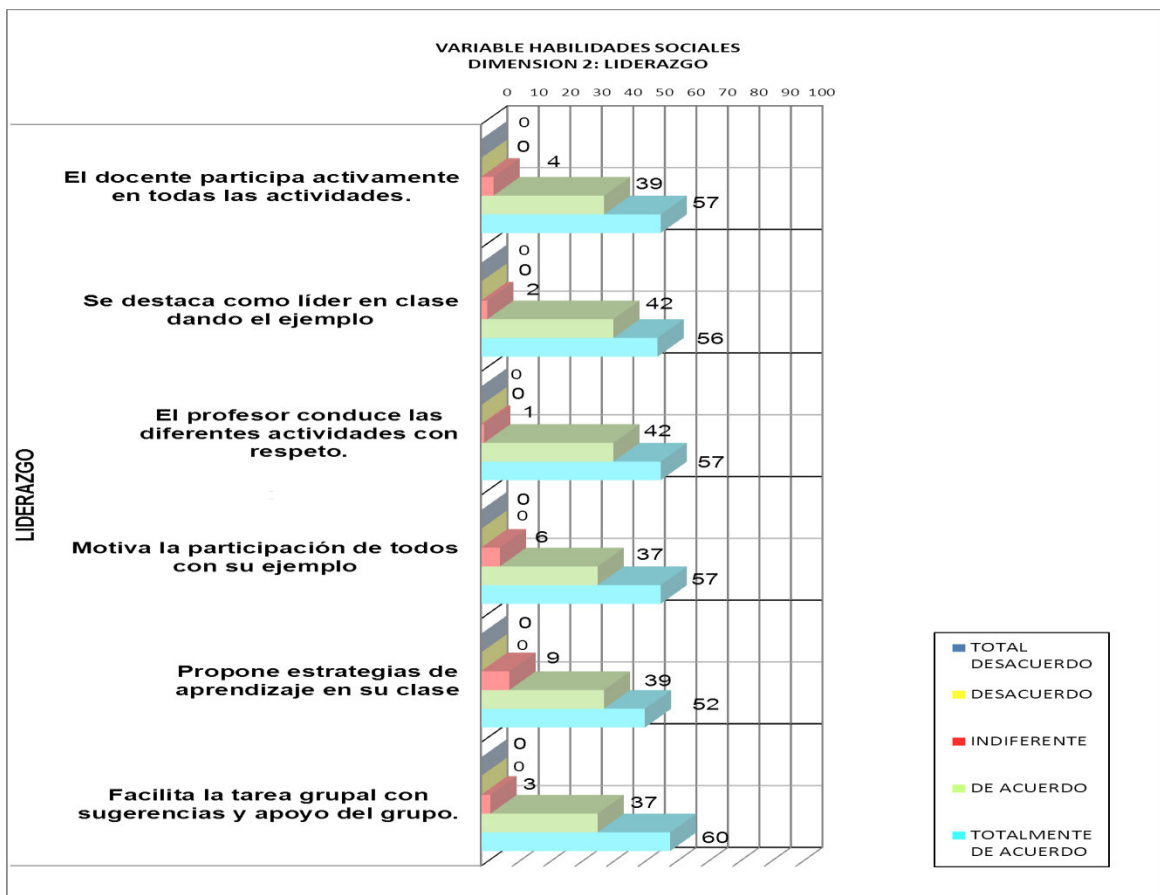 VARIABLE HABILIDADES SOCIALES
DIMENSION 2: LIDERAZGO
0 10 20 30 40 50 60 70 80 90 100
LIDERAZGO
El docente participa activamente
en todas las actividades.
0
0
4
39
57
Se destaca como líder en clase
dando el ejemplo
0
0
2
42
56
El profesor conduce las
diferentes actividades con
respeto.
0
0
1
42
57
Motiva la participación de todos
con su ejemplo
0
0
6
37
57
Propone estrategias de
aprendizaje en su clase
0
0
9
39
52
Facilita la tarea grupal con
sugerencias y apoyo del grupo.
0
0
3
37
60
TOTAL
DESACUERDO
DESACUERDO
INDIFERENTE
DE ACUERDO
TOTALMENTE
DE ACUERDO